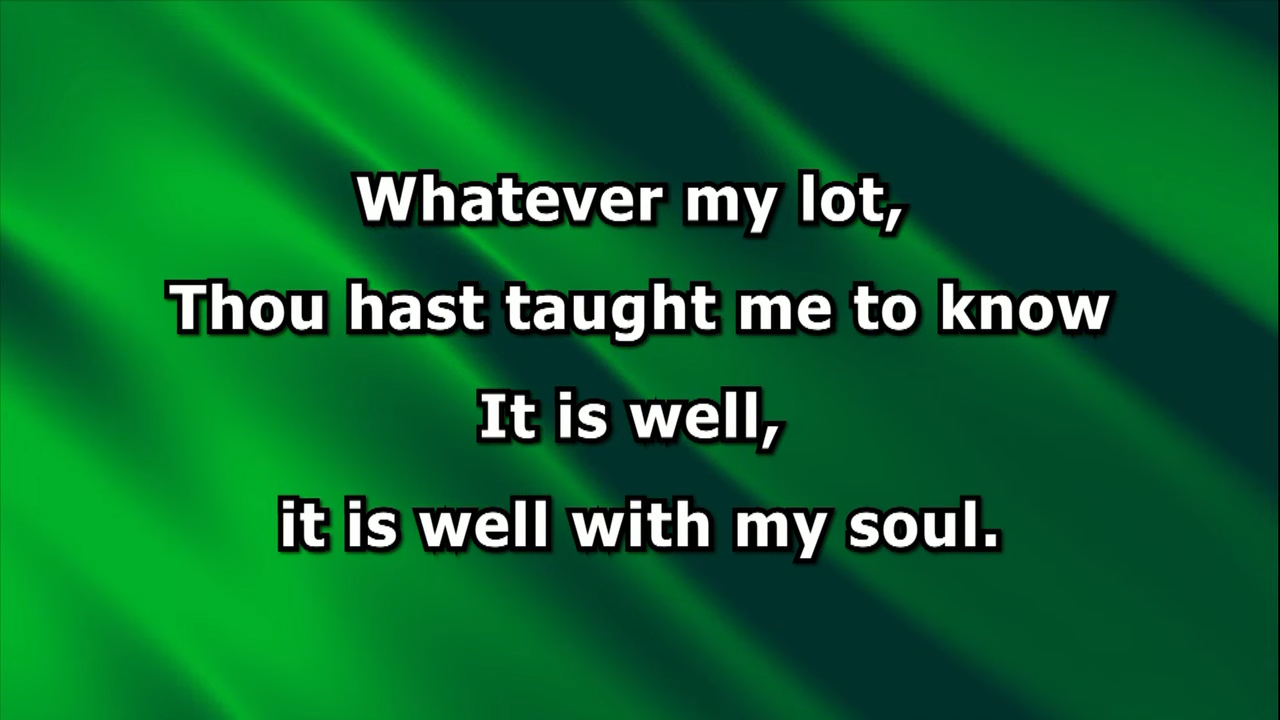 Whatever my lot,
Thou hast taught me to know
It is well,
it is well with my soul.